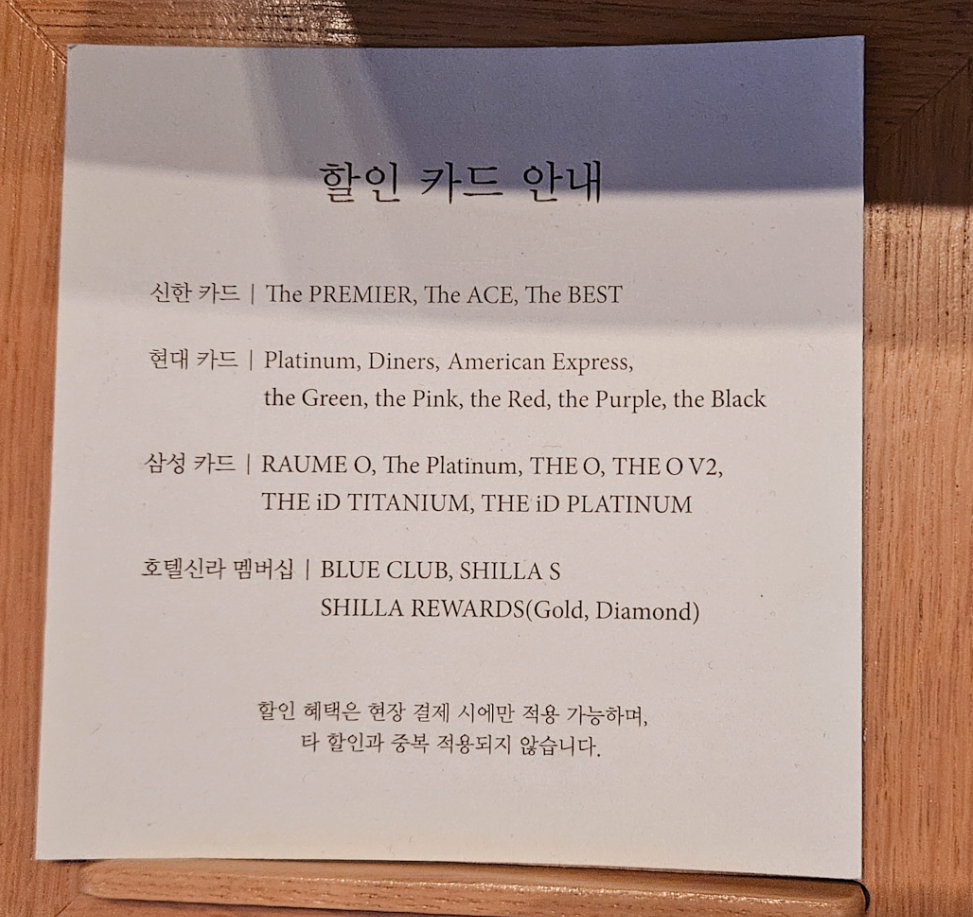 할인 카드 안내
신한 카드 | The PREMIER, The ACE, The BEST
현대 카드 | Platinum, Diners, American Express,
the Green, the Pink, the Red, the Purple, the Black
삼성 카드 | RAUME O, The Platinum, THE O, THE O V2,
THE iD TITANIUM, THE iD PLATINUM
호텔신라 멤버십 | BLUE CLUB, SHILLA S
SHILLA REWARDS(Gold, Diamond)
할인 혜택은 현장 결제 시에만 적용 가능하며,
타 할인과 중복 적용되지 않습니다.